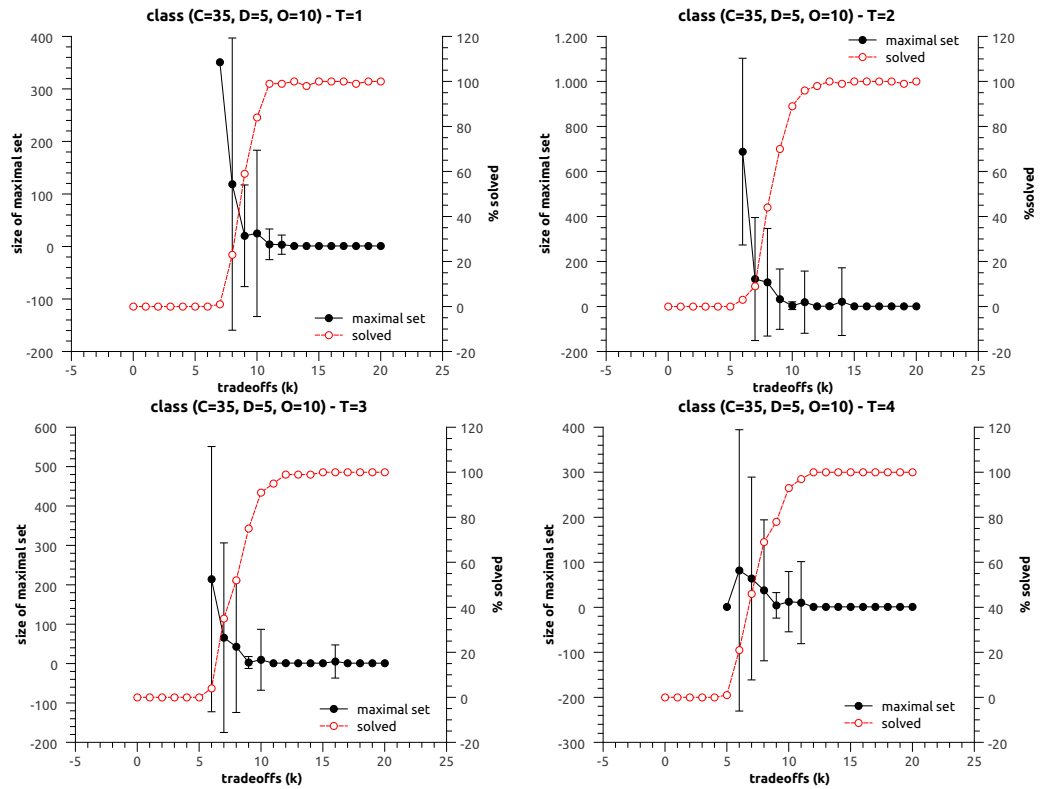 class (C=35, D=5, O=10) - T=1
400
300
200
100
0
-100
-200
120
100
80
60
40
20
0
-20
size of maximal set
% solved
maximal set
solved
-5 0 5 10 15 20 25
tradeoffs (k)
class (C=35, D=5, O=10) - T=2
1.200
1.000
800
600
400
200
0
-200
120
100
80
60
40
20
0
-20
size of maximal set
%solved
maximal set
solved
-5 0 5 10 15 20 25
tradeoffs (k)
class (C=35, D=5, O=10) - T=3
600
500
400
300
200
100
0
-100
-200
120
100
80
60
40
20
0
-20
size of maximal set
% solved
maximal set
solved
-5 0 5 10 15 20 25
tradeoffs (k)
class (C=35, D=5, O=10) - T=4
400
300
200
100
0
-100
-200
-300
120
100
80
60
40
20
0
-20
size of maximal set
% solved
maximal set
solved
-5 0 5 10 15 20 25
tradeoffs (k)